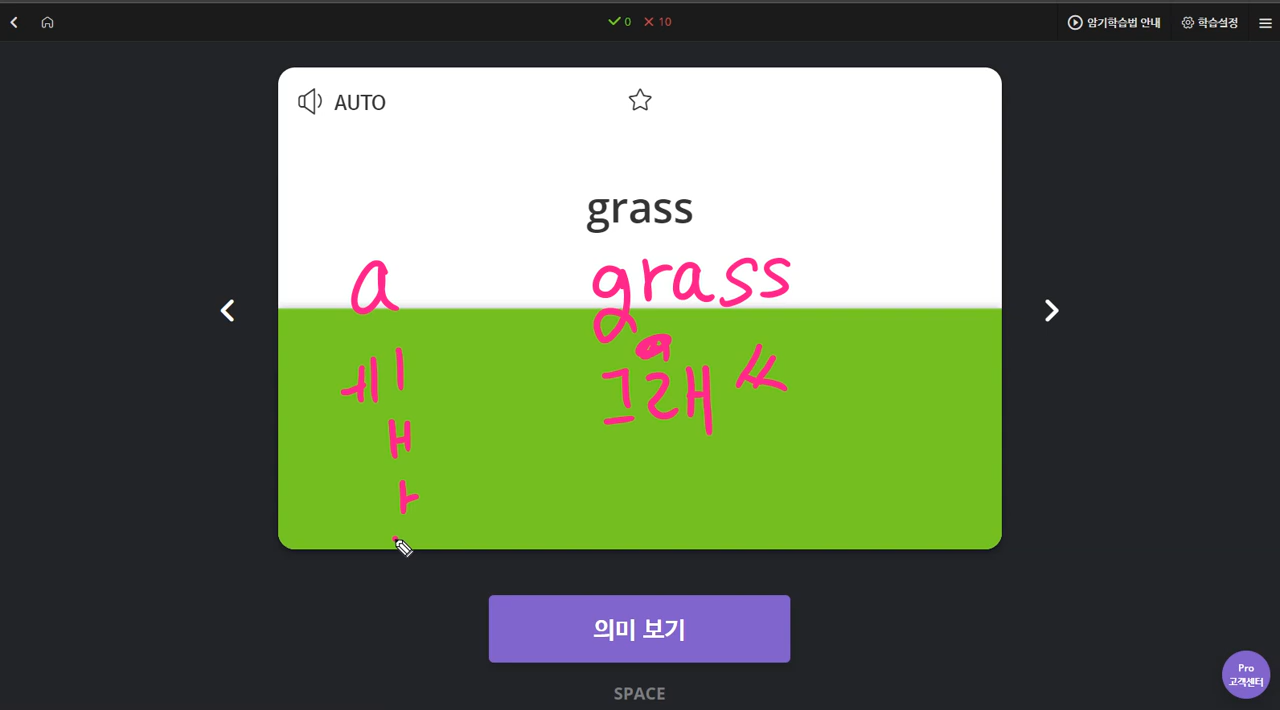 0 10 암기학습법 안내 학습설정
AUTO
grass
a grass
ㅔㅣ a
그래 ㅆ
ㅐ
ㅏ
의미 보기
SPACE
Pro
고객센터